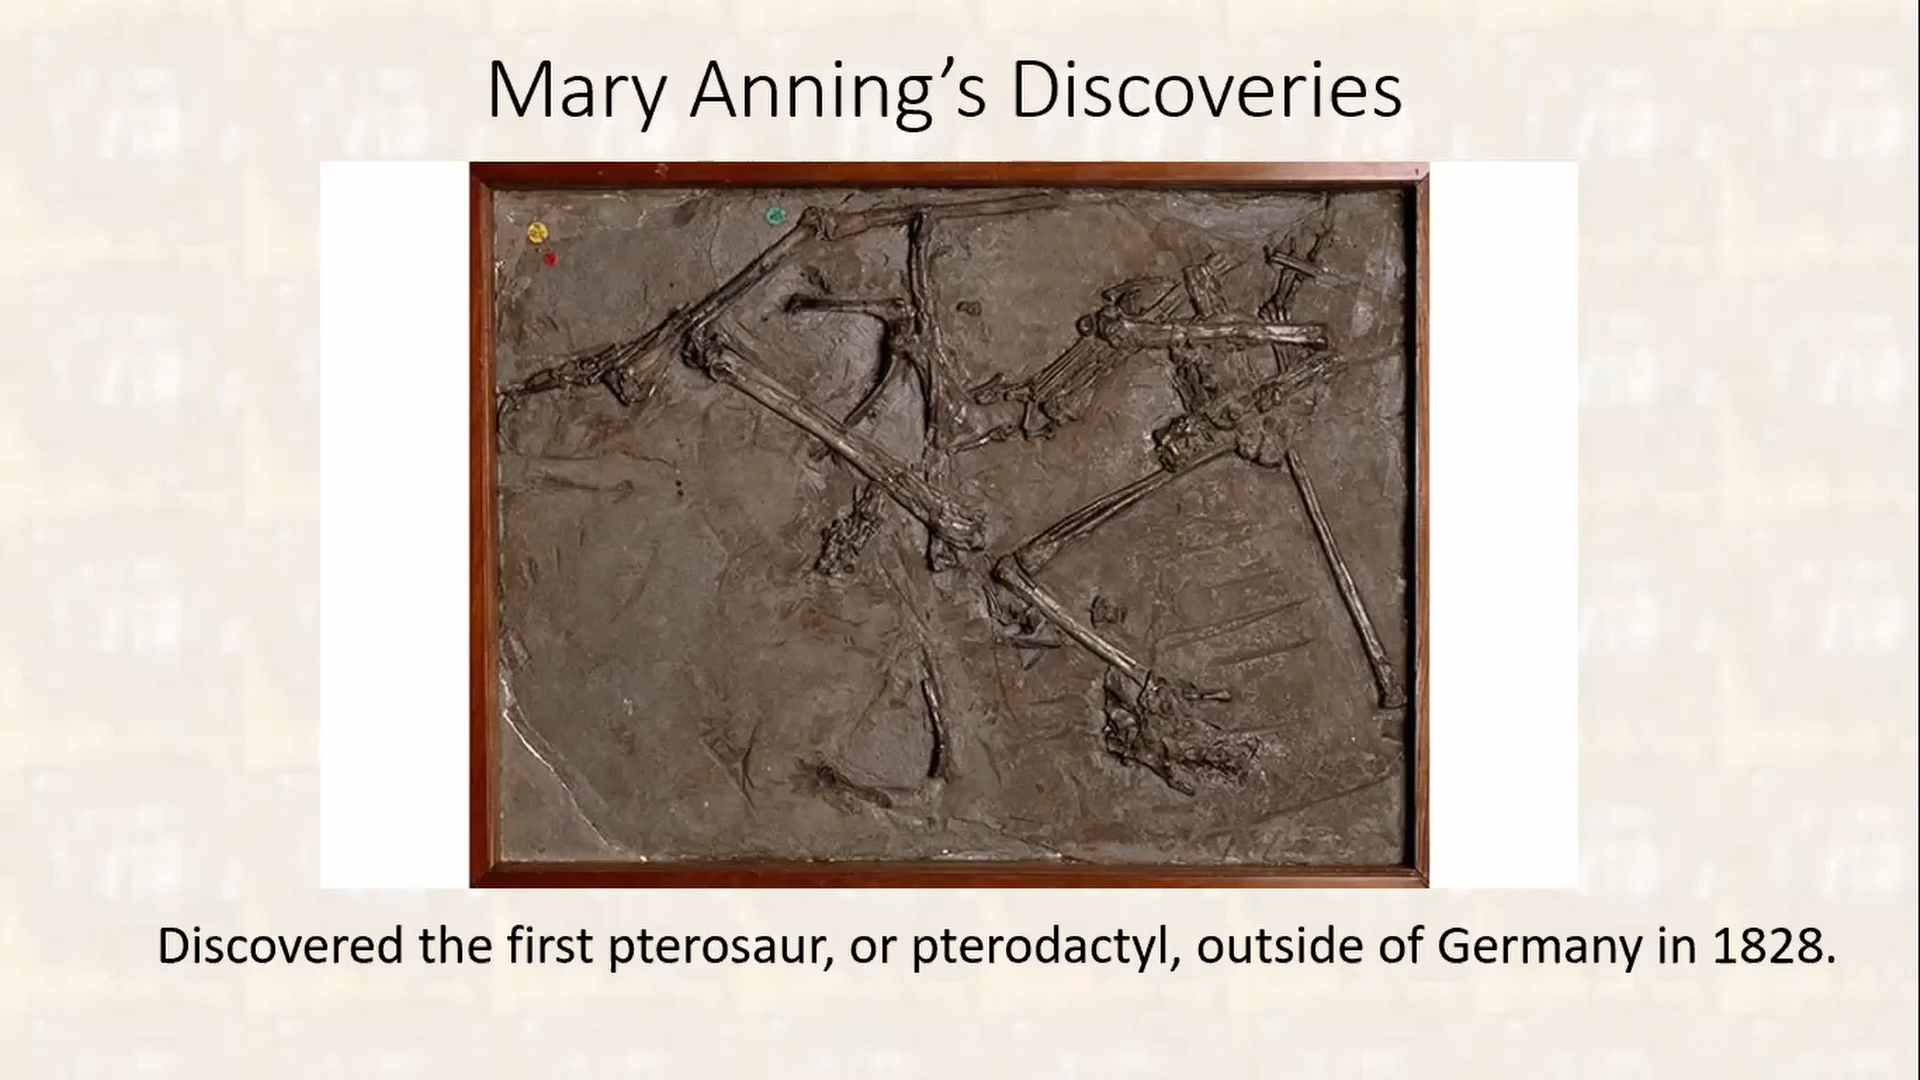 Mary Anning’s Discoveries
Discovered the first pterosaur, or pterodactyl, outside of Germany in 1828.